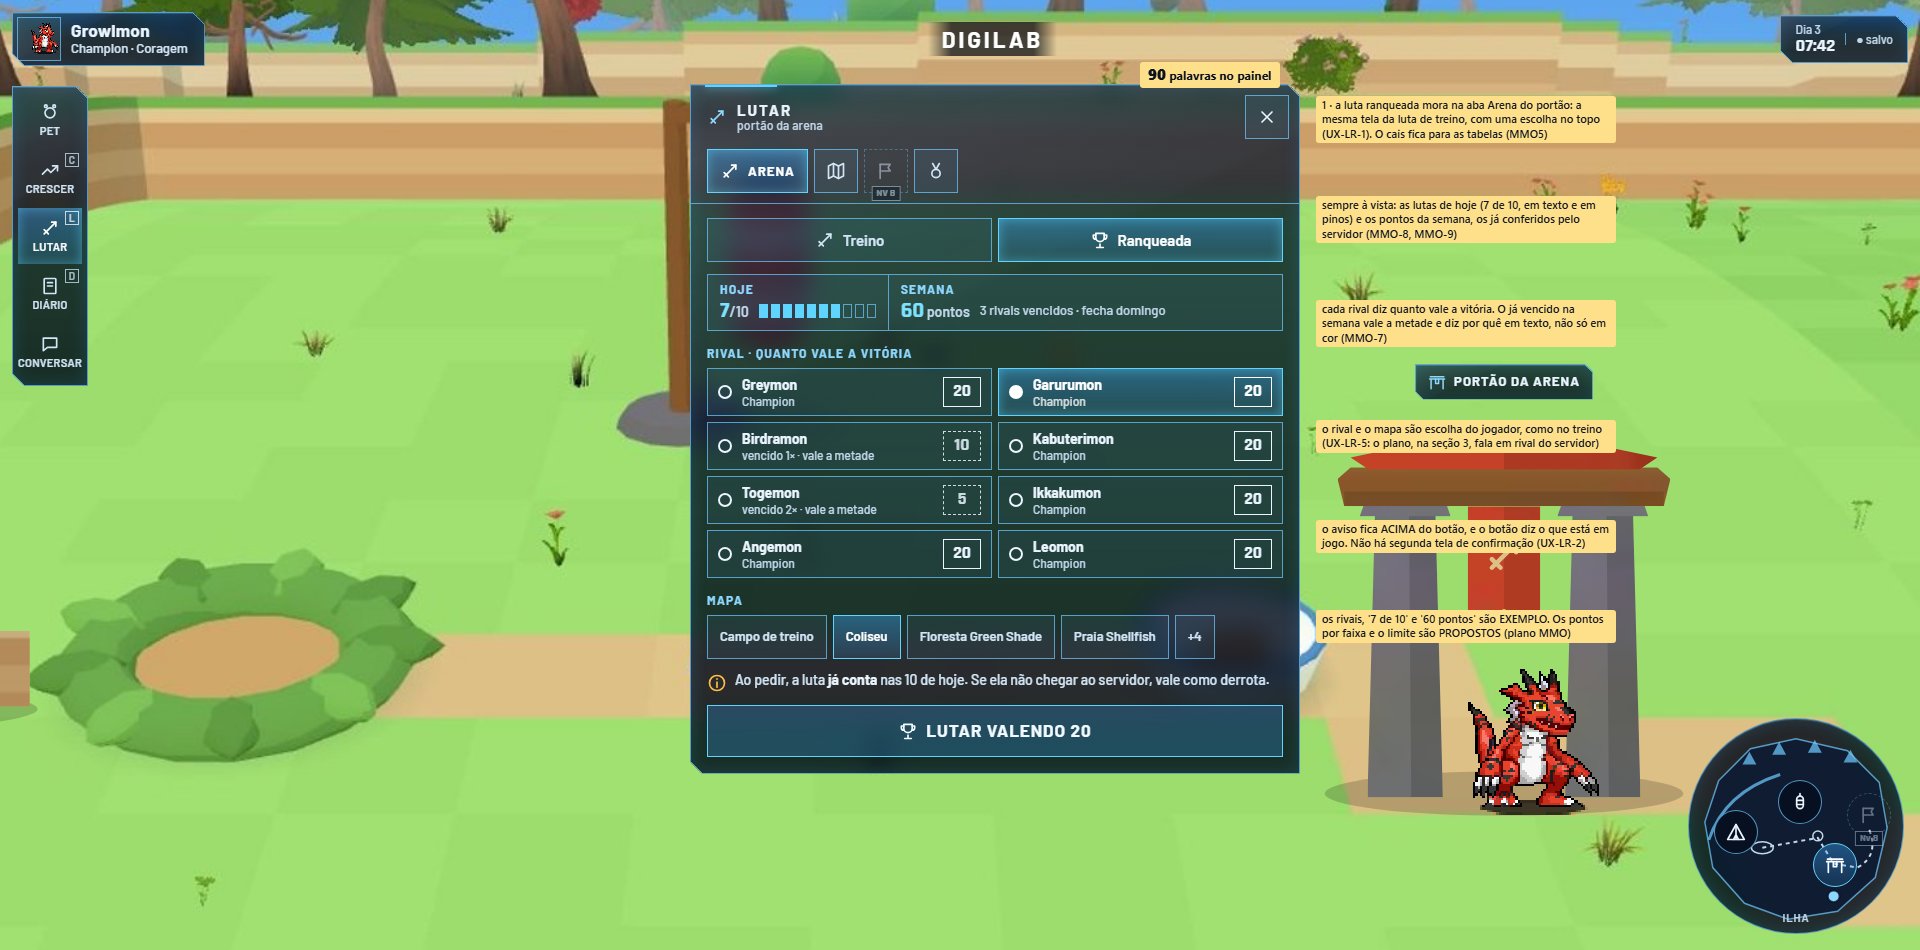 Growlmon
Champion · Coragem
DIGILAB
Dia 3
07:42
salvo
90 palavras no painel
PET
C
CRESCER
L
LUTAR
D
DIÁRIO
CONVERSAR
LUTAR
portão da arena
ARENA
NV 8
Treino
Ranqueada
HOJE
7/10
SEMANA
60 pontos 3 rivais vencidos · fecha domingo
RIVAL · QUANTO VALE A VITÓRIA
Greymon
Champion
20
Garurumon
Champion
20
Birdramon
vencido 1× · vale a metade
10
Kabuterimon
Champion
20
Togemon
vencido 2× · vale a metade
5
Ikkakumon
Champion
20
Angemon
Champion
20
Leomon
Champion
20
MAPA
Campo de treino
Coliseu
Floresta Green Shade
Praia Shellfish
+4
Ao pedir, a luta já conta nas 10 de hoje. Se ela não chegar ao servidor, vale como derrota.
LUTAR VALENDO 20
1 · a luta ranqueada mora na aba Arena do portão: a
mesma tela da luta de treino, com uma escolha no topo
(UX-LR-1). O cais fica para as tabelas (MMO5)
sempre à vista: as lutas de hoje (7 de 10, em texto e em
pinos) e os pontos da semana, os já conferidos pelo
servidor (MMO-8, MMO-9)
cada rival diz quanto vale a vitória. O já vencido na
semana vale a metade e diz por quê em texto, não só em
cor (MMO-7)
PORTÃO DA ARENA
o rival e o mapa são escolha do jogador, como no treino
(UX-LR-5: o plano, na seção 3, fala em rival do servidor)
o aviso fica ACIMA do botão, e o botão diz o que está em
jogo. Não há segunda tela de confirmação (UX-LR-2)
os rivais, '7 de 10' e '60 pontos' são EXEMPLO. Os pontos
por faixa e o limite são PROPOSTOS (plano MMO)
NV 8
ILHA